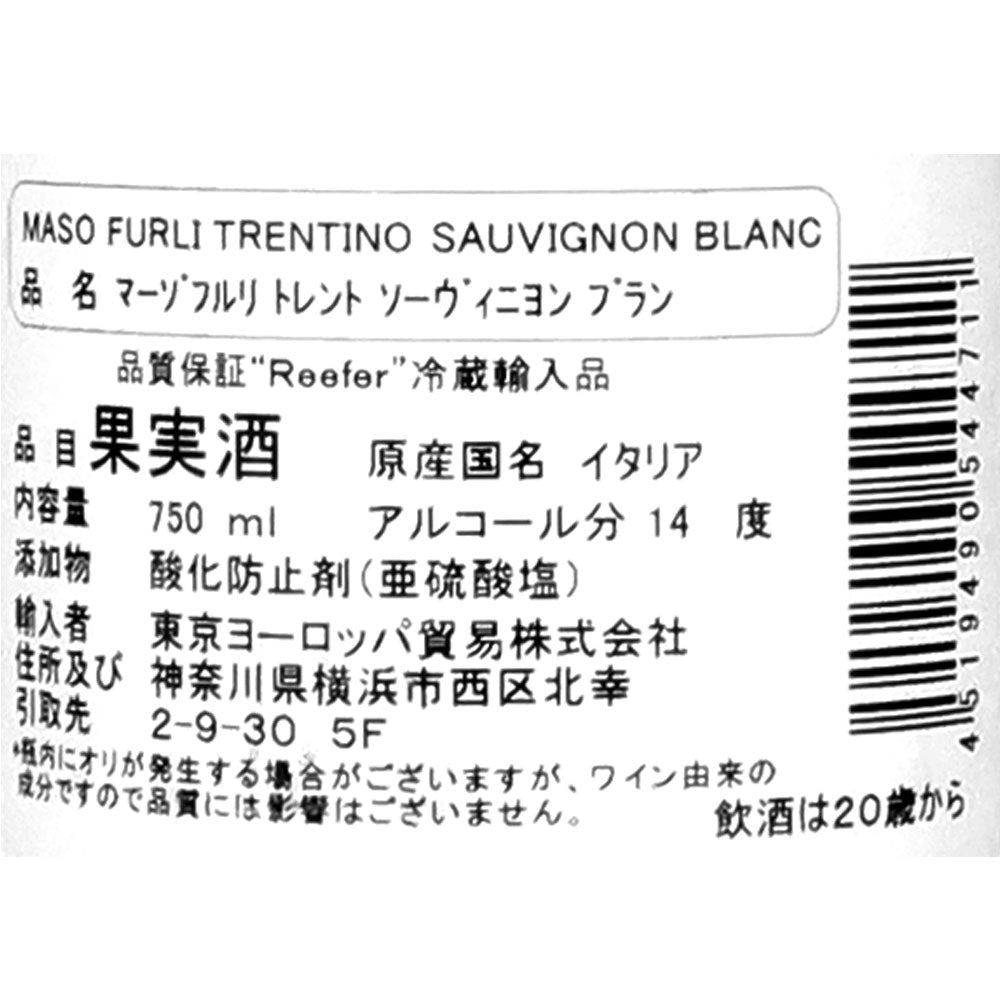 MASO FURLI TRENTINO SAUVIGNON BLANC
品 名 マーゾフルリ トレント ソーヴィニヨン ブラン
品質保証“Reefer”冷蔵輸入品
品 目 果実酒 原産国名 イタリア
内容量 750 ml アルコール分 14 度
添加物 酸化防止剤(亜硫酸塩)
輸入者 東京ヨーロッパ貿易株式会社
住所及び 神奈川県横浜市西区北幸
引取先 2-9-30 5F
*瓶内にオリが発生する場合がございますが、ワイン由来の
成分ですので品質には影響はございません。
飲酒は20歳から
4519490544711